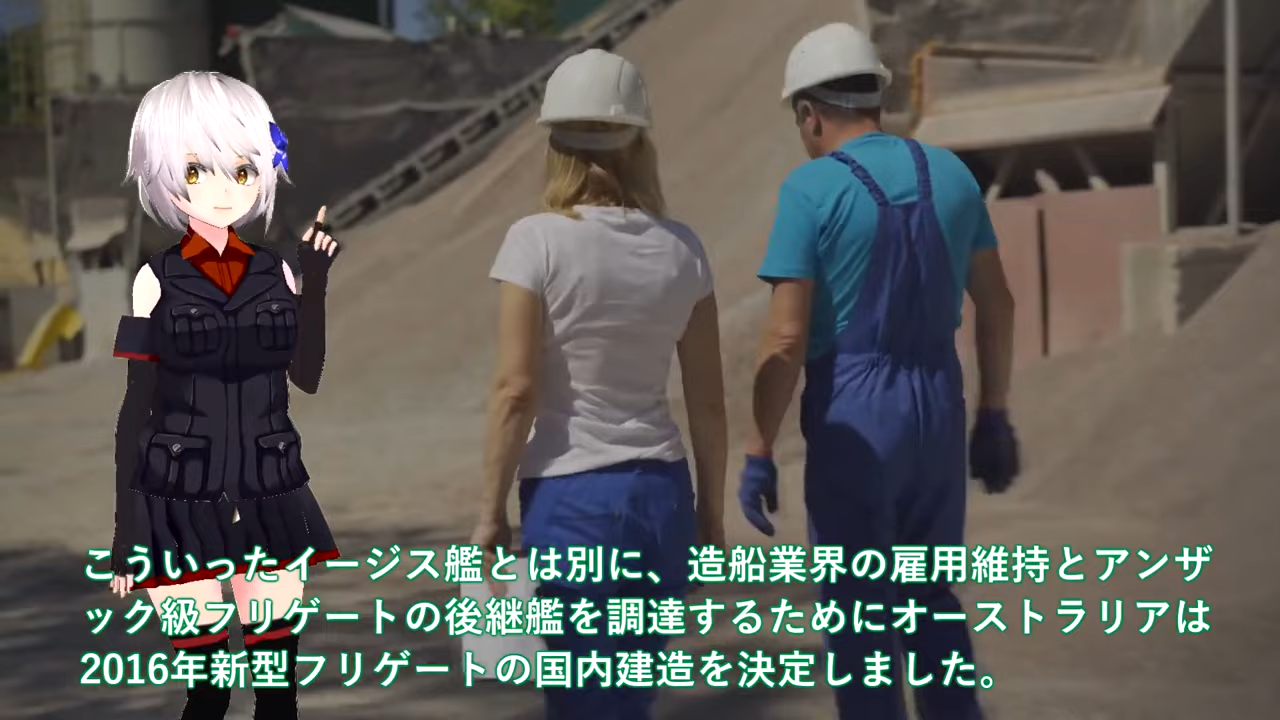 こういったイージス艦とは別に、造船業界の雇用維持とアンザ
ック級フリゲートの後継艦を調達するためにオーストラリアは
2016年新型フリゲートの国内建造を決定しました。